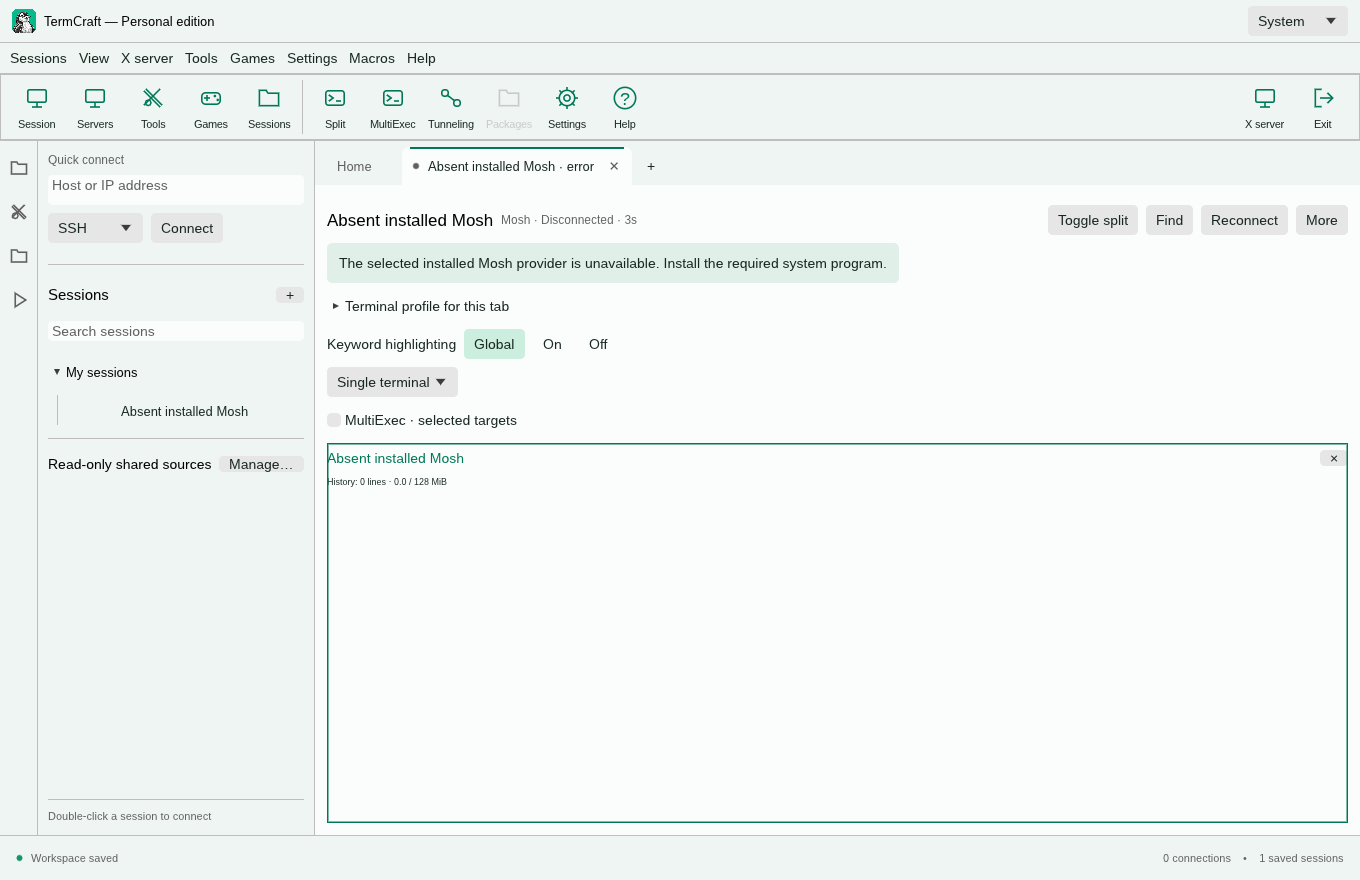 TermCraft — Personal edition
System
Sessions View X server Tools Games Settings Macros Help
Session Servers Tools Games Sessions Split MultiExec Tunneling Packages Settings Help X server Exit
Quick connect
Host or IP address
SSH Connect
Sessions +
Search sessions
My sessions
Absent installed Mosh
Read-only shared sources Manage…
Double-click a session to connect
Home Absent installed Mosh · error ✕ +
Absent installed Mosh Mosh · Disconnected · 3s Toggle split Find Reconnect More
The selected installed Mosh provider is unavailable. Install the required system program.
Terminal profile for this tab
Keyword highlighting Global On Off
Single terminal
MultiExec · selected targets
Absent installed Mosh ✕
History: 0 lines · 0.0 / 128 MiB
Workspace saved 0 connections • 1 saved sessions